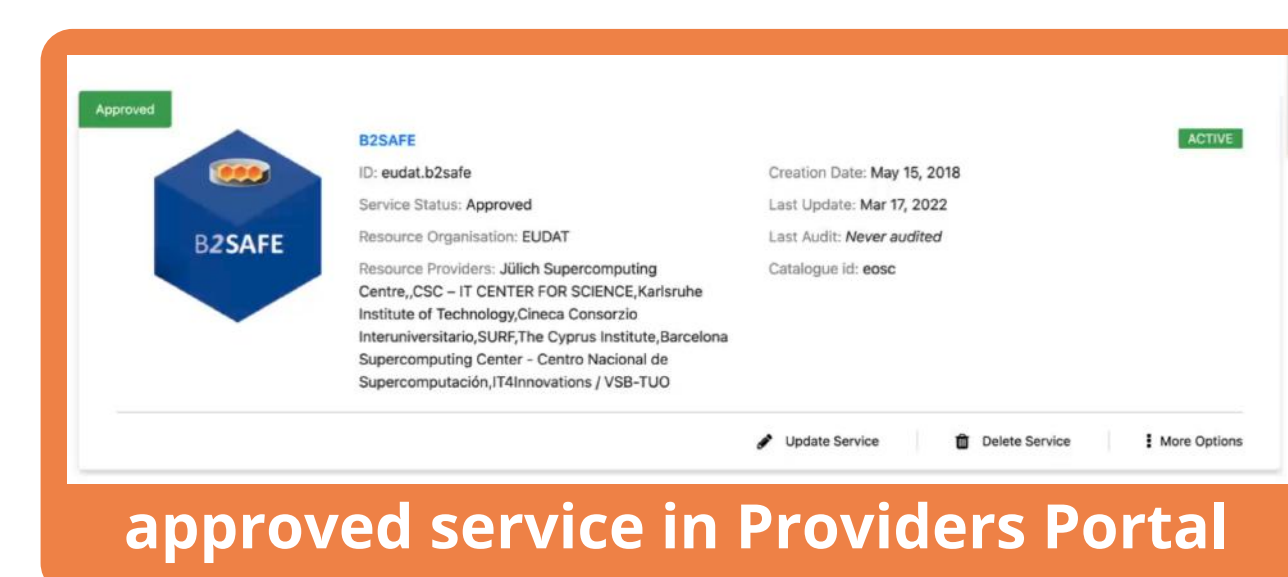 Approved
B2SAFE
B2SAFE
ACTIVE
ID: eudat.b2safe
Creation Date: May 15, 2018
Service Status: Approved
Last Update: Mar 17, 2022
Resource Organisation: EUDAT
Last Audit: Never audited
Resource Providers: Jülich Supercomputing
Catalogue id: eosc
Centre,,CSC – IT CENTER FOR SCIENCE,Karlsruhe
Institute of Technology,Cineca Consorzio
Interuniversitario,SURF,The Cyprus Institute,Barcelona
Supercomputing Center - Centro Nacional de
Supercomputación,IT4Innovations / VSB-TUO
Update Service
Delete Service
More Options
approved service in Providers Portal